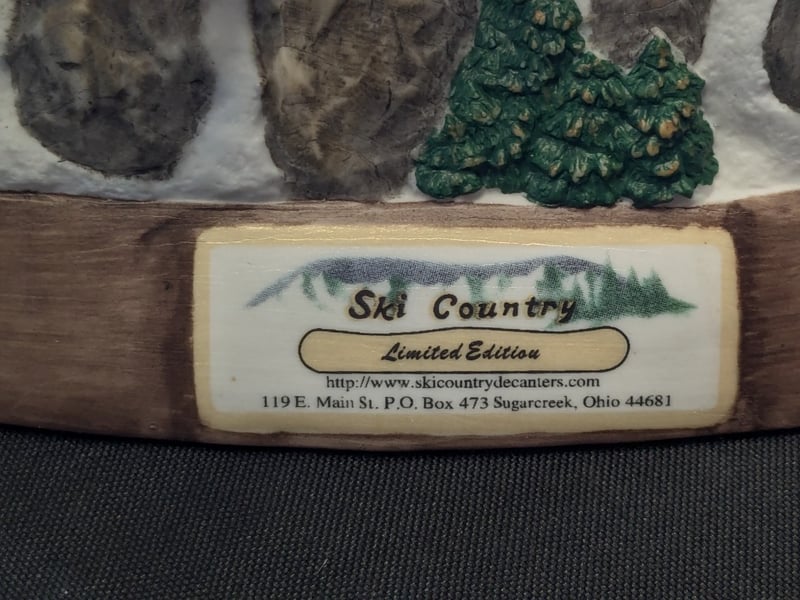 Ski Country
Limited Edition
http://www.skicountrydecanters.com
119 E. Main St. P.O. Box 473 Sugarcreek, Ohio 44681